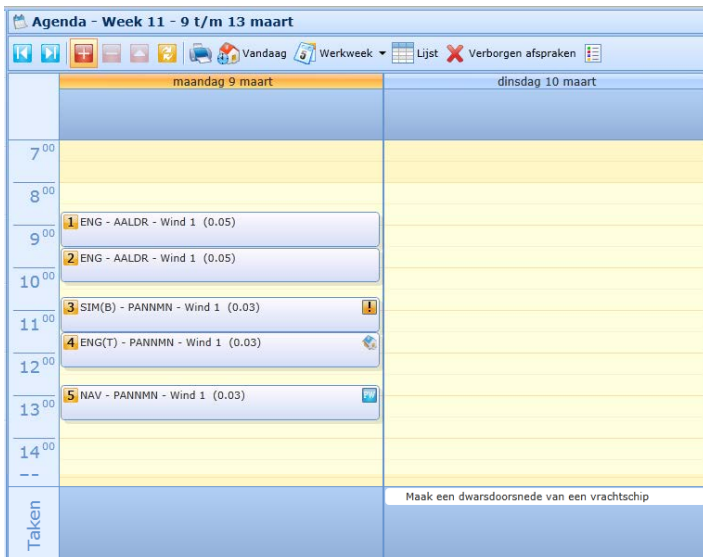 Agenda - Week 11 - 9 t/m 13 maart
Vandaag Werkweek Lijst Verborgen afspraken
maandag 9 maart dinsdag 10 maart
7 00
8 00
1 ENG - AALDR - Wind 1 (0.05)
9 00
2 ENG - AALDR - Wind 1 (0.05)
10 00
3 SIM(B) - PANNMN - Wind 1 (0.03) !
11 00
4 ENG(T) - PANNMN - Wind 1 (0.03)
12 00
5 NAV - PANNMN - Wind 1 (0.03) PW
13 00
14 00
--
Maak een dwarsdoorsnede van een vrachtschip
Taken